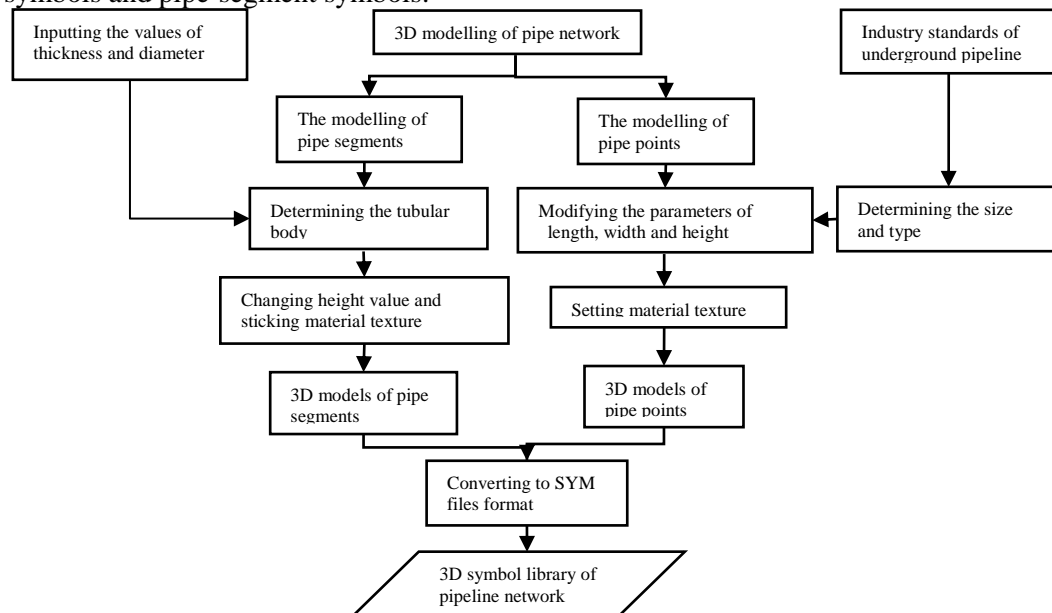 symbols and pipe-segment symbols.
Inputting the values of
thickness and diameter
3D modelling of pipe network
Industry standards of
underground pipeline
The modelling of
pipe segments
The modelling of
pipe points
Determining the tubular
body
Modifying the parameters of
length, width and height
Determining the size
and type
Changing height value and
sticking material texture
Setting material texture
3D models of pipe
segments
3D models of
pipe points
Converting to SYM
files format
3D symbol library of
pipeline network